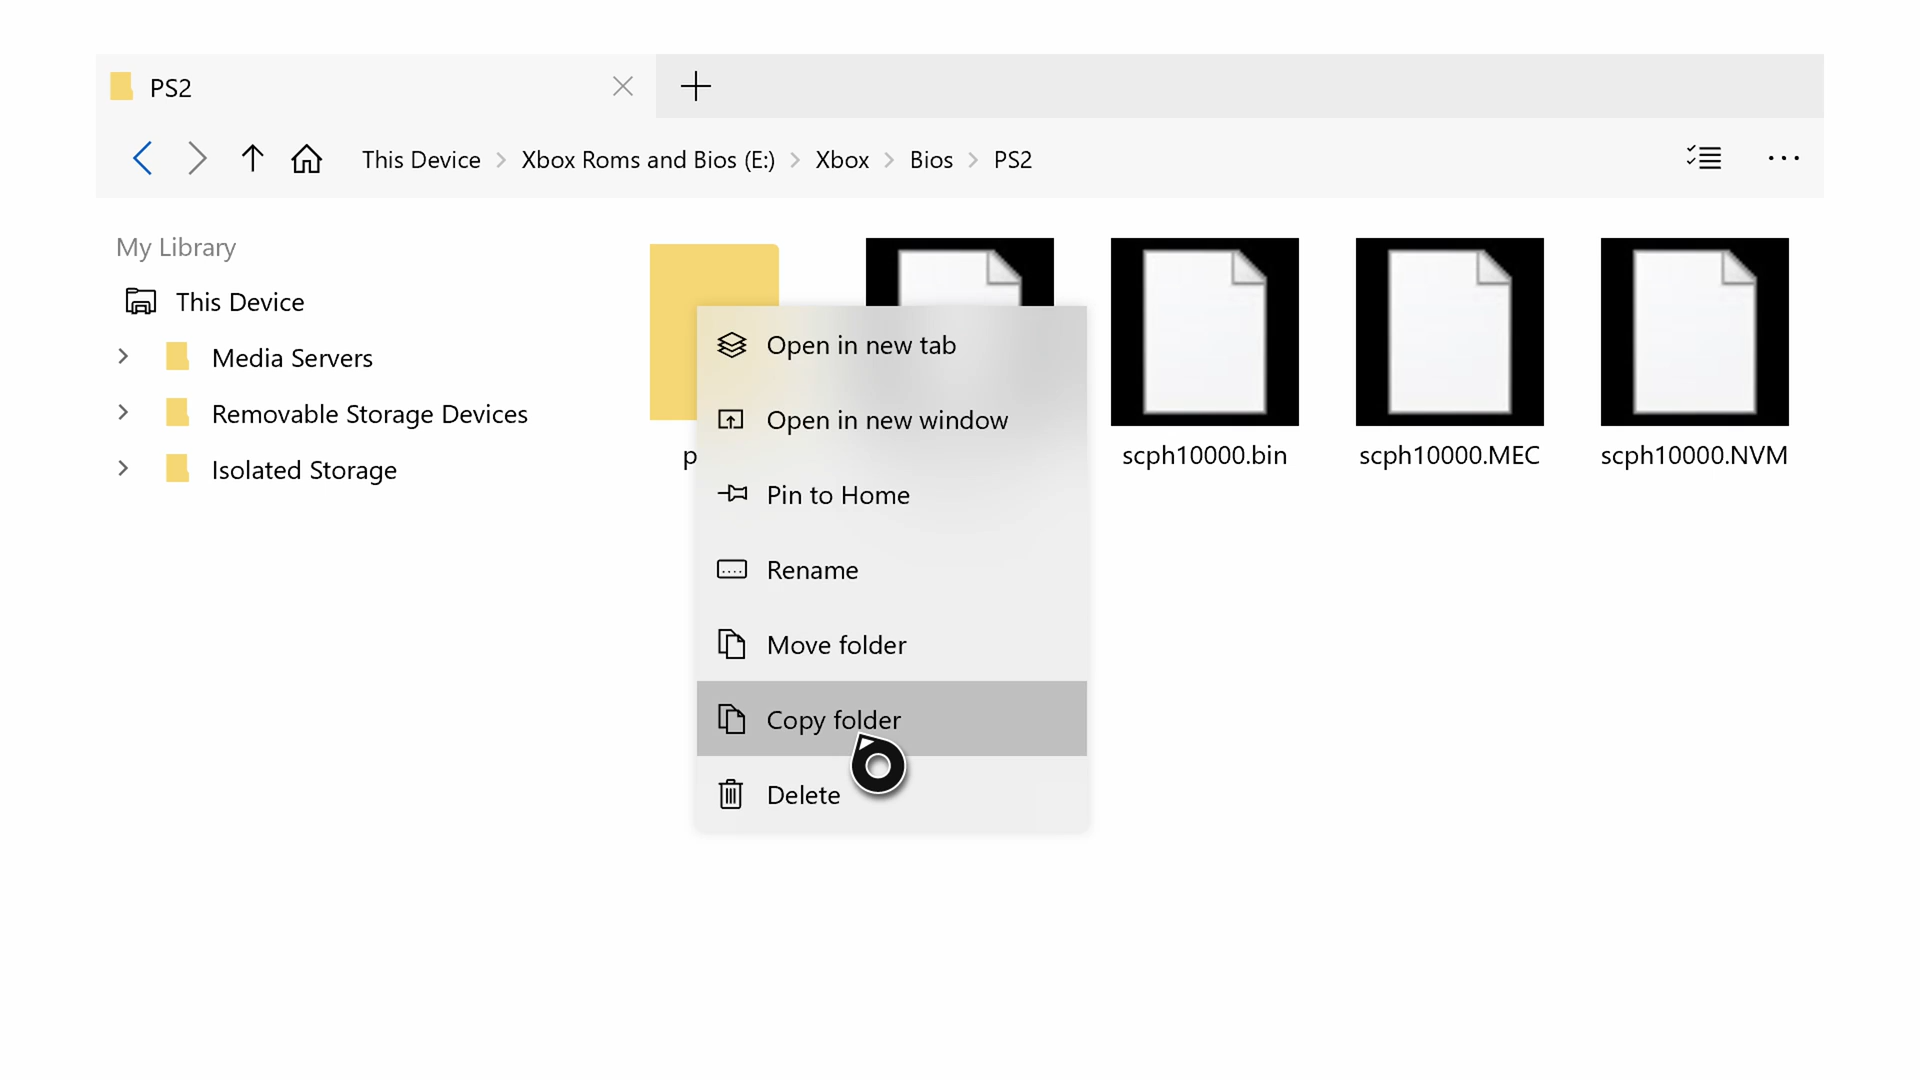 PS2
This Device > Xbox Roms and Bios (E:) > Xbox > Bios > PS2
My Library
This Device
Media Servers
Removable Storage Devices
Isolated Storage
p
scph10000.bin
scph10000.MEC
scph10000.NVM
Open in new tab
Open in new window
Pin to Home
Rename
Move folder
Copy folder
Delete